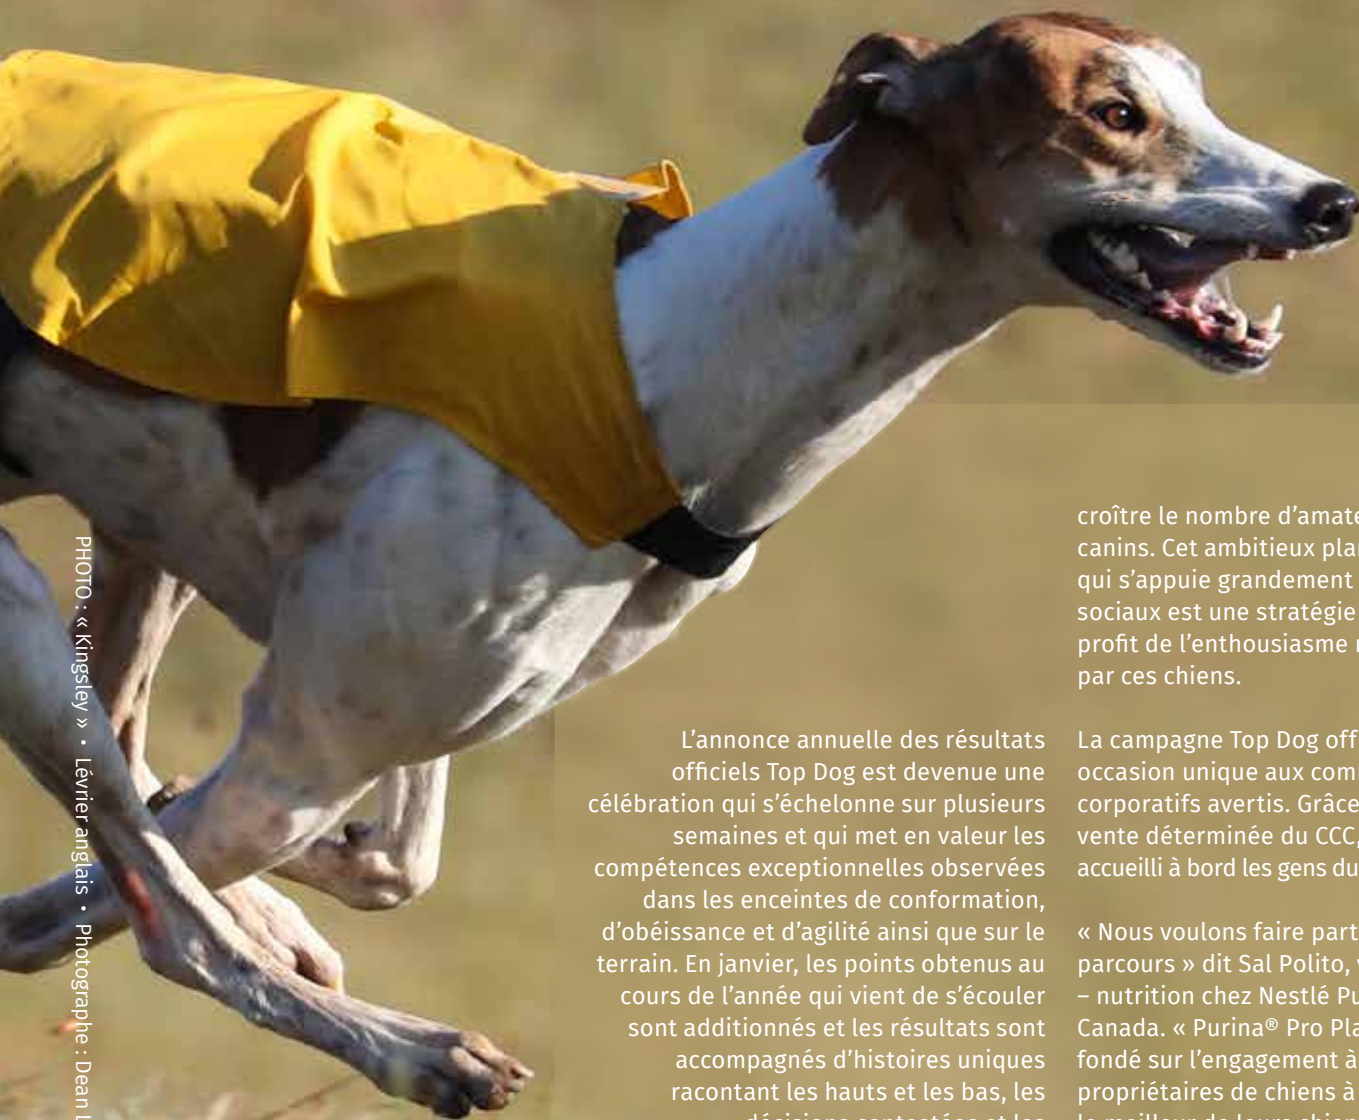 PHOTO : « Kingsley » • Lévrier anglais • Photographe : Dean
L’annonce annuelle des résultats
officiels Top Dog est devenue une
célébration qui s’échelonne sur plusieurs
semaines et qui met en valeur les
compétences exceptionnelles observées
dans les enceintes de conformation,
d’obéissance et d’agilité ainsi que sur le
terrain. En janvier, les points obtenus au
cours de l’année qui vient de s’écouler
sont additionnés et les résultats sont
accompagnés d’histoires uniques
racontant les hauts et les bas, les
décisions contestées et les
croître le nombre d’amate
canins. Cet ambitieux plan
qui s’appuie grandement
sociaux est une stratégie
profit de l’enthousiasme
par ces chiens.
La campagne Top Dog off
occasion unique aux com
corporatifs avertis. Grâce
vente déterminée du CCC,
accueilli à bord les gens du
« Nous voulons faire part
parcours » dit Sal Polito,
– nutrition chez Nestlé Pu
Canada. « Purina® Pro Pla
fondé sur l’engagement à
propriétaires de chiens à